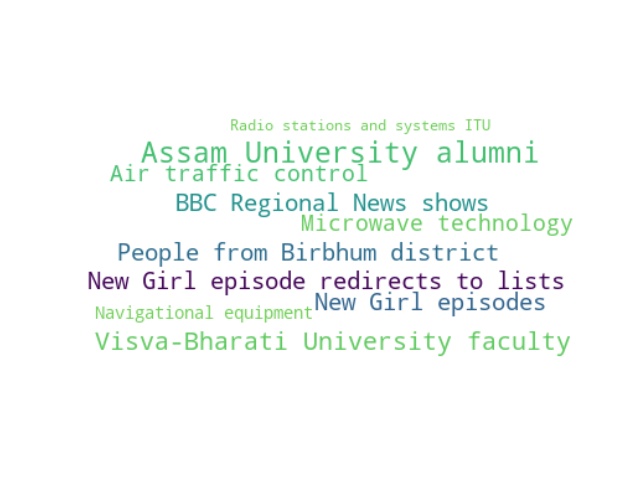 Radio stations and systems ITU
Assam University alumni
Air traffic control
BBC Regional News shows
Microwave technology
People from Birbhum district
New Girl episode redirects to lists
New Girl episodes
Navigational equipment
Visva-Bharati University faculty